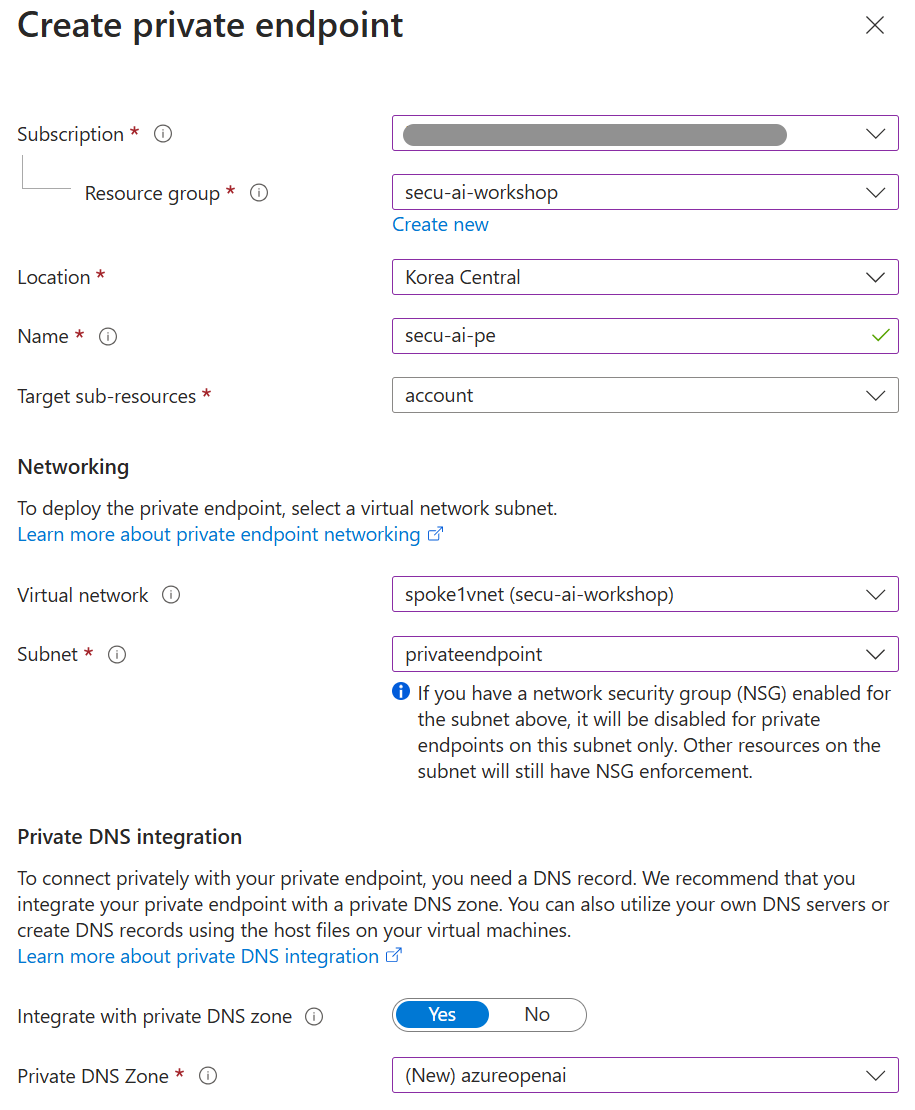 Create private endpoint
Subscription *
Resource group *
secu-ai-workshop
Create new
Location *
Korea Central
Name *
secu-ai-pe
Target sub-resources *
account
Networking
To deploy the private endpoint, select a virtual network subnet.
Learn more about private endpoint networking
Virtual network
spoke1vnet (secu-ai-workshop)
Subnet *
privateendpoint
If you have a network security group (NSG) enabled for
the subnet above, it will be disabled for private
endpoints on this subnet only. Other resources on the
subnet will still have NSG enforcement.
Private DNS integration
To connect privately with your private endpoint, you need a DNS record. We recommend that you
integrate your private endpoint with a private DNS zone. You can also utilize your own DNS servers or
create DNS records using the host files on your virtual machines.
Learn more about private DNS integration
Integrate with private DNS zone
Yes No
Private DNS Zone *
(New) azureopenai